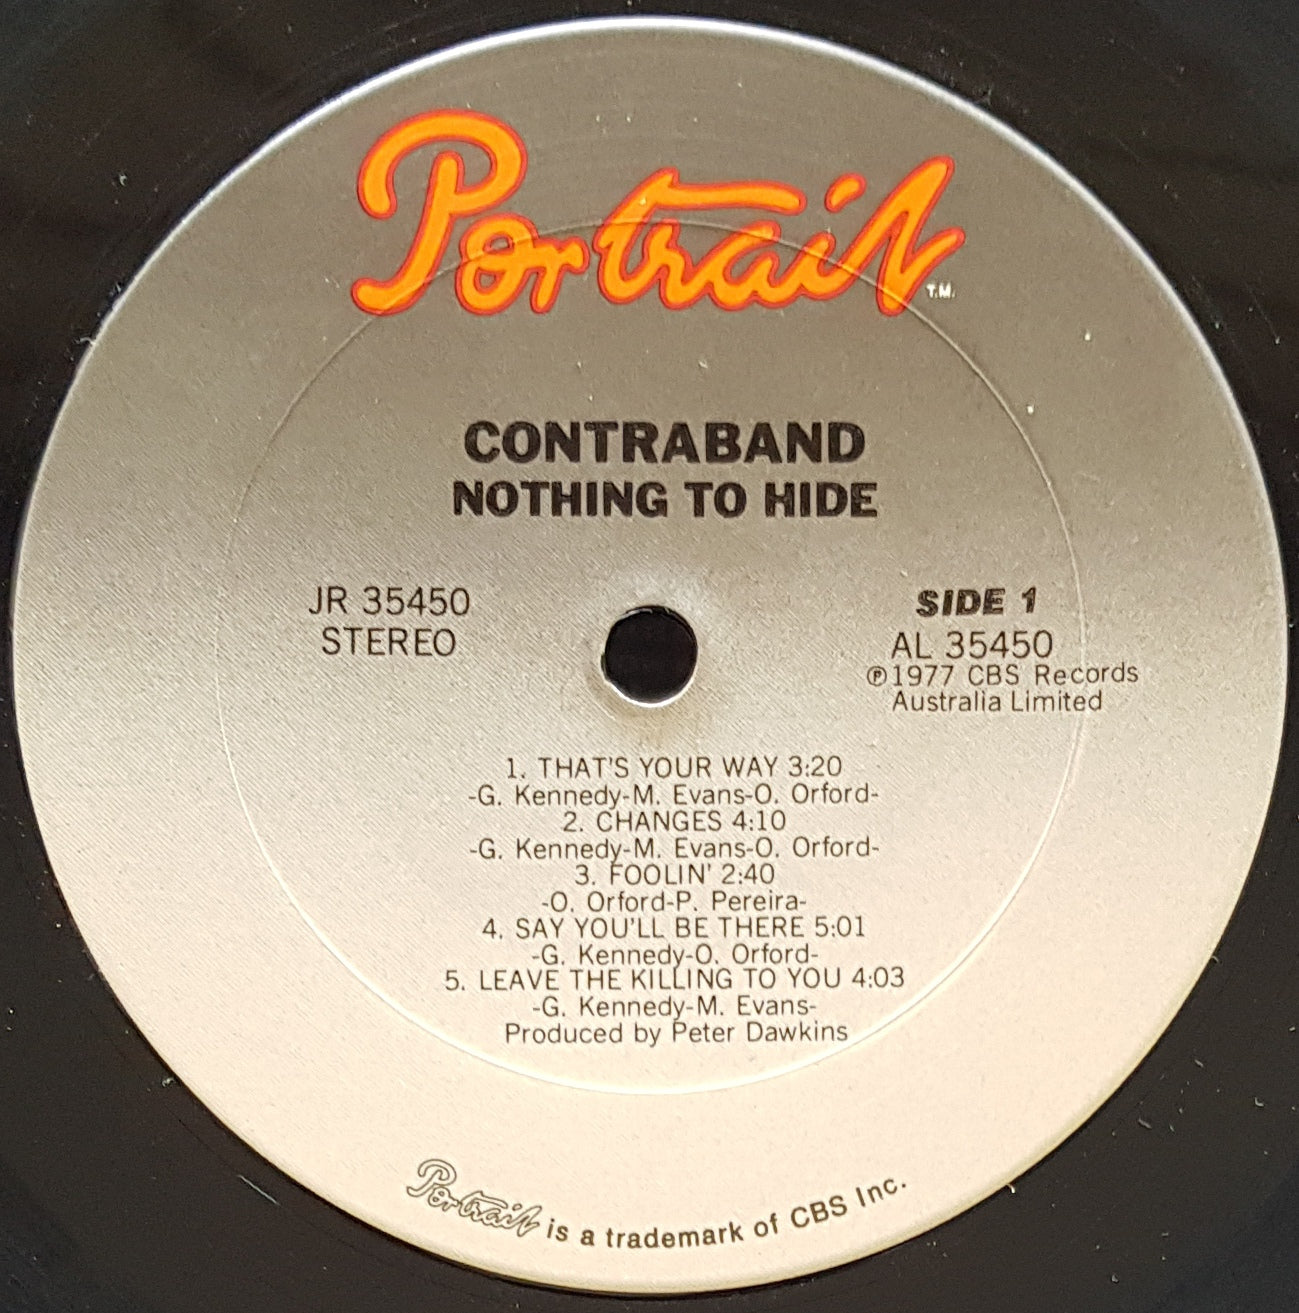 Portrait T.M.
CONTRABAND
NOTHING TO HIDE
JR 35450
STEREO
SIDE 1
AL 35450
℗1977 CBS Records
Australia Limited
1. THAT'S YOUR WAY 3:20
-G. Kennedy-M. Evans-O. Orford-
2. CHANGES 4:10
-G. Kennedy-M. Evans-O. Orford-
3. FOOLIN' 2:40
-O. Orford-P. Pereira-
4. SAY YOU'LL BE THERE 5:01
-G. Kennedy-O. Orford-
5. LEAVE THE KILLING TO YOU 4:03
-G. Kennedy-M. Evans-
Produced by Peter Dawkins
Portrait is a trademark of CBS Inc.